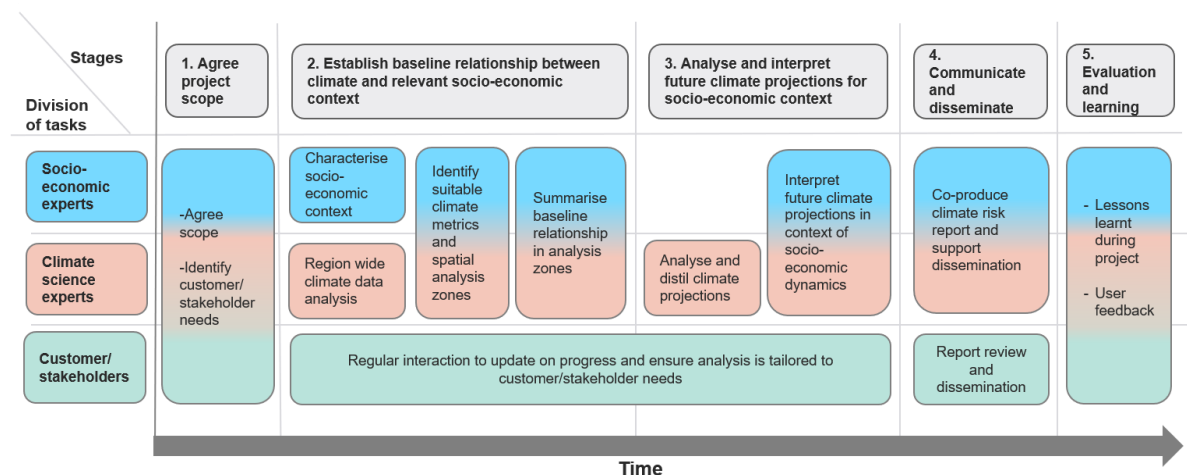 Stages
Division
of tasks
1. Agree
project
scope
2. Establish baseline relationship between
climate and relevant socio-economic
context
3. Analyse and interpret
future climate projections for
socio-economic context
4.
Communicate
and
disseminate
5.
Evaluation
and
learning
Socio-
economic
experts
Climate
science
experts
Customer/
stakeholders
-Agree
scope
-Identify
customer/
stakeholder
needs
Characterise
socio-
economic
context
Region wide
climate data
analysis
Identify
suitable
climate
metrics
and
spatial
analysis
zones
Summarise
baseline
relationship
in analysis
zones
Analyse and
distil climate
projections
Interpret
future climate
projections in
context of
socio-
economic
dynamics
Regular interaction to update on progress and ensure analysis is tailored to
customer/stakeholder needs
Co-produce
climate risk
report and
support
dissemination
Report review
and
dissemination
- Lessons
learnt
during
project
- User
feedback
Time